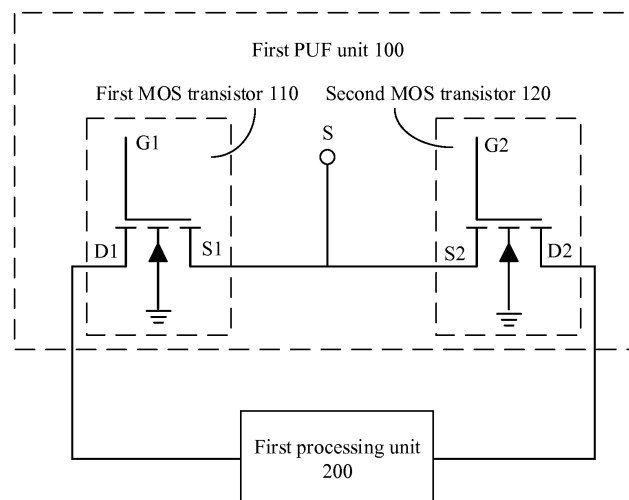 First PUF unit 100
First MOS transistor 110
Second MOS transistor 120
S
G1
G2
D1
S1
S2
D2
First processing unit
200